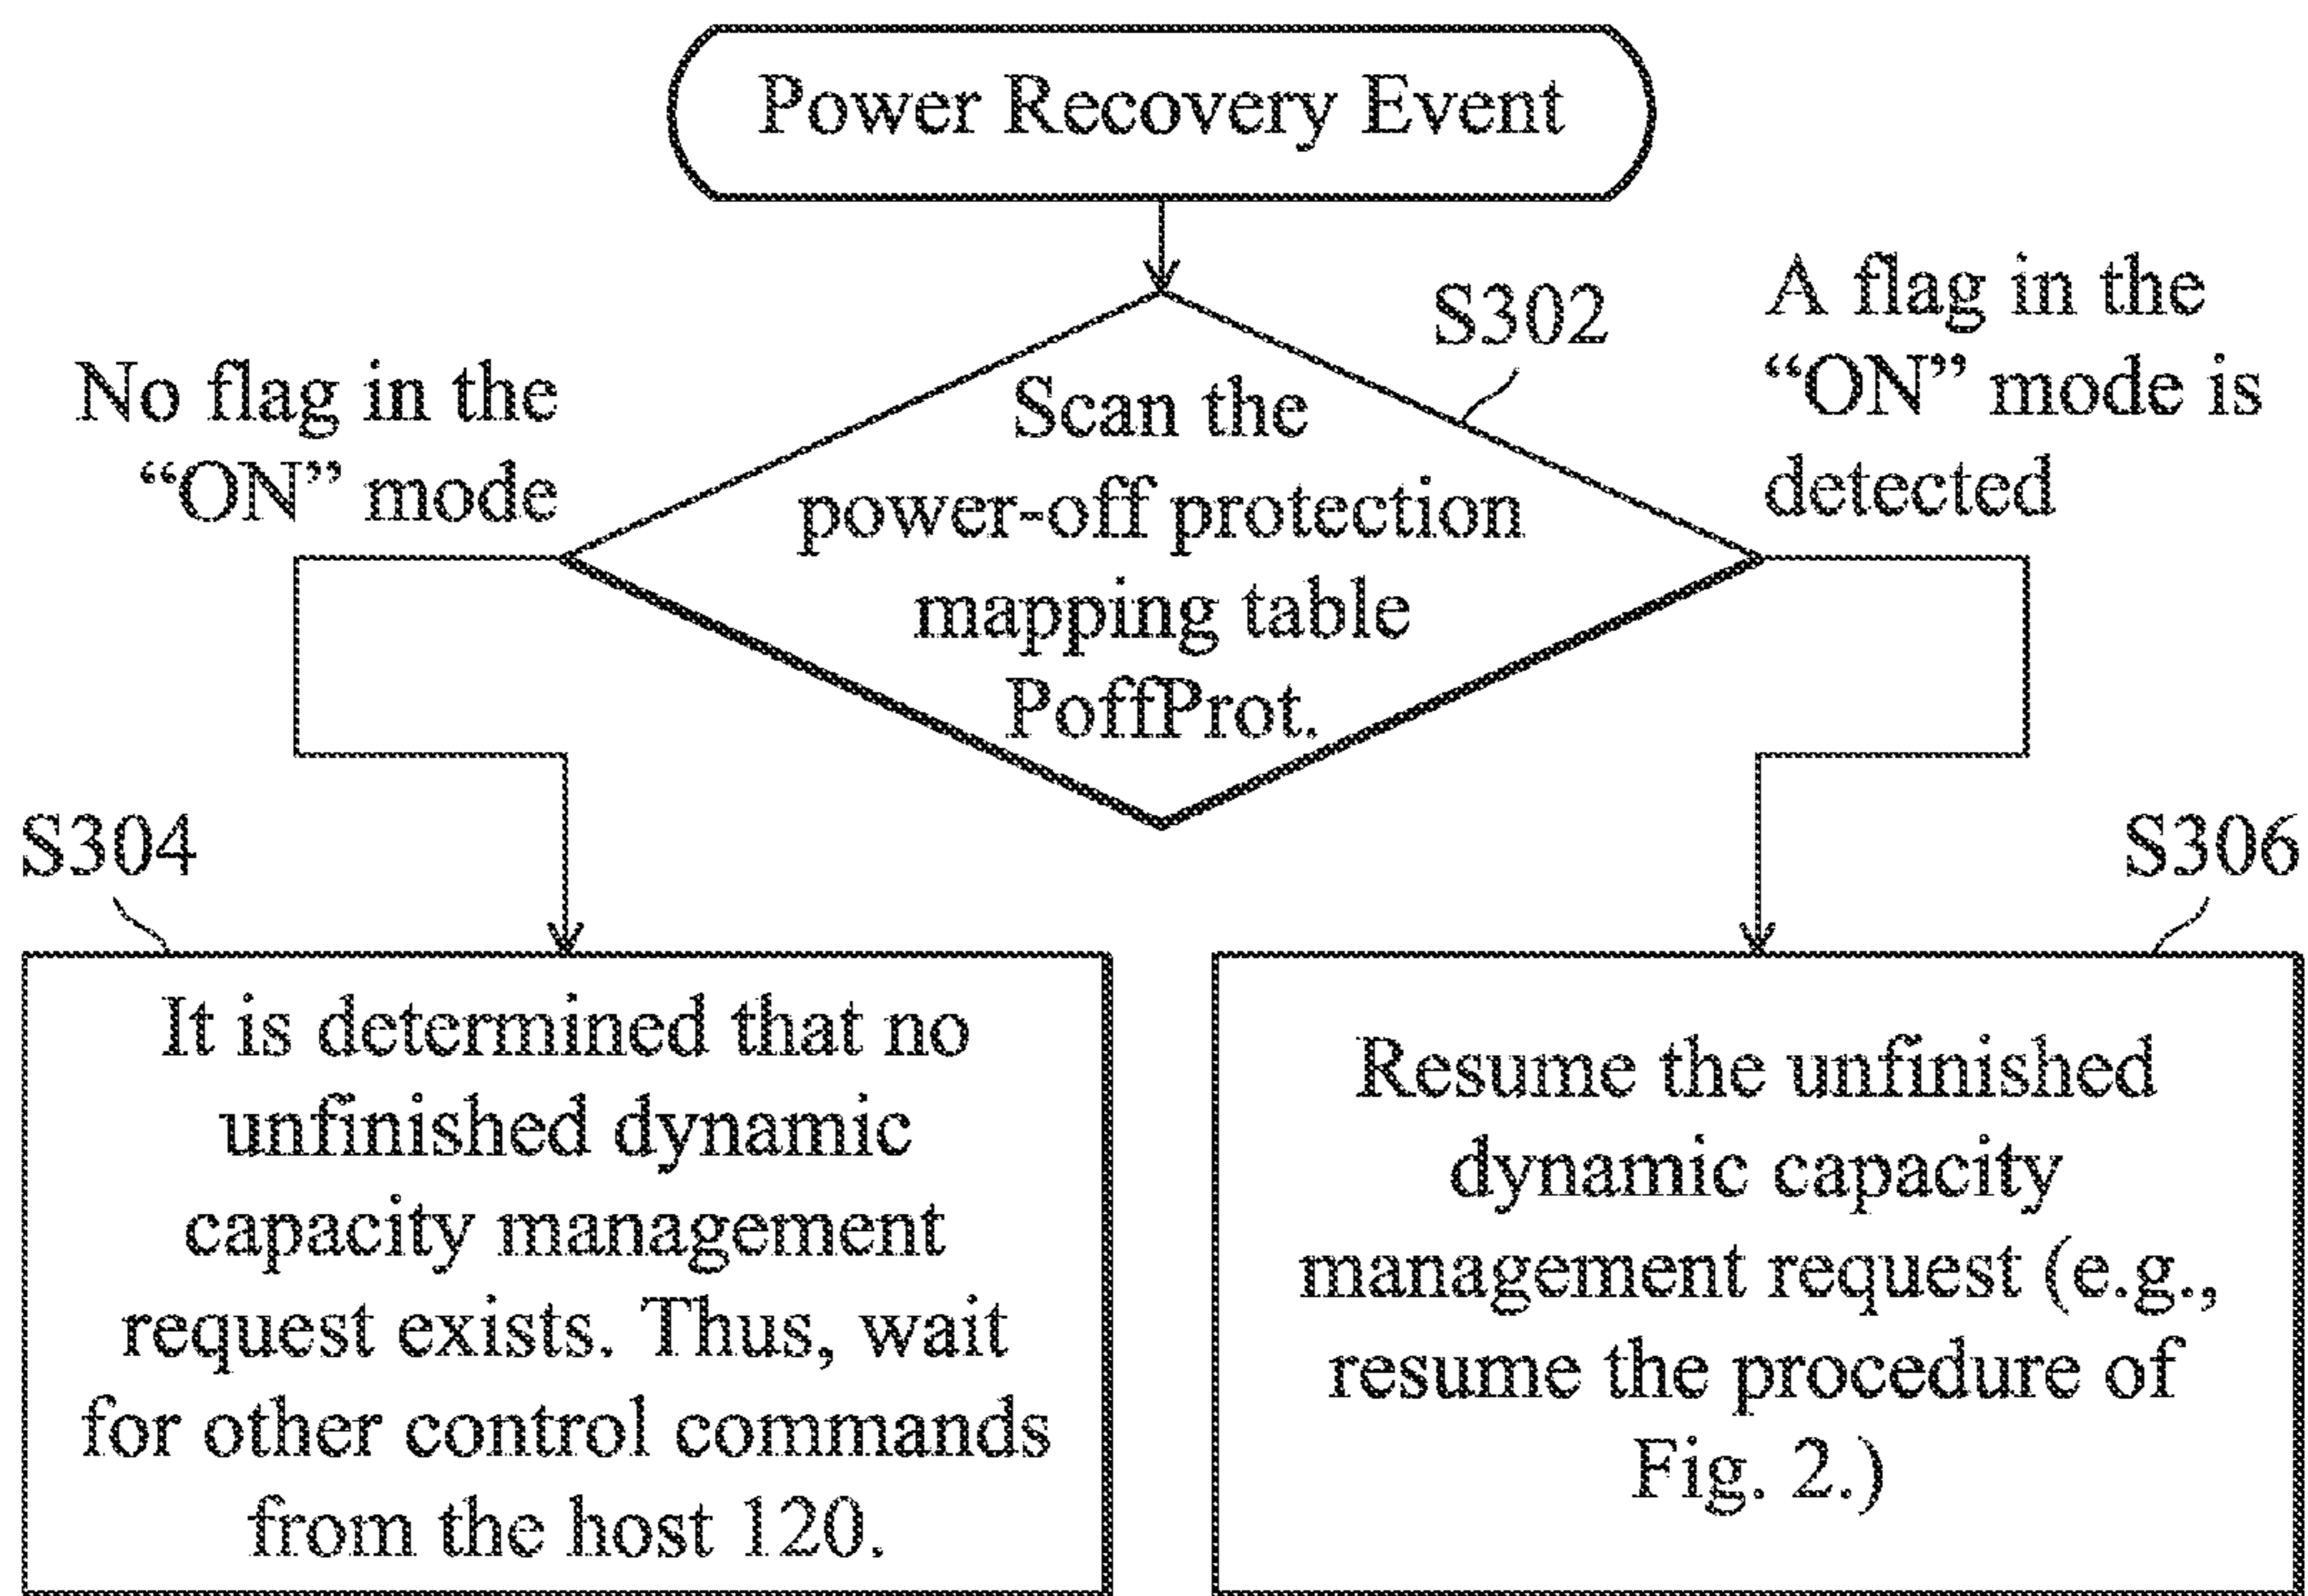 Power Recovery Event
S302
A flag in the
“ON” mode is
detected
No flag in the
“ON” mode
Scan the
power-off protection
mapping table
PoffProt.
S304
S306
It is determined that no
unfinished dynamic
capacity management
request exists. Thus, wait
for other control commands
from the host 120.
Resume the unfinished
dynamic capacity
management request (e.g.,
resume the procedure of
Fig. 2.)